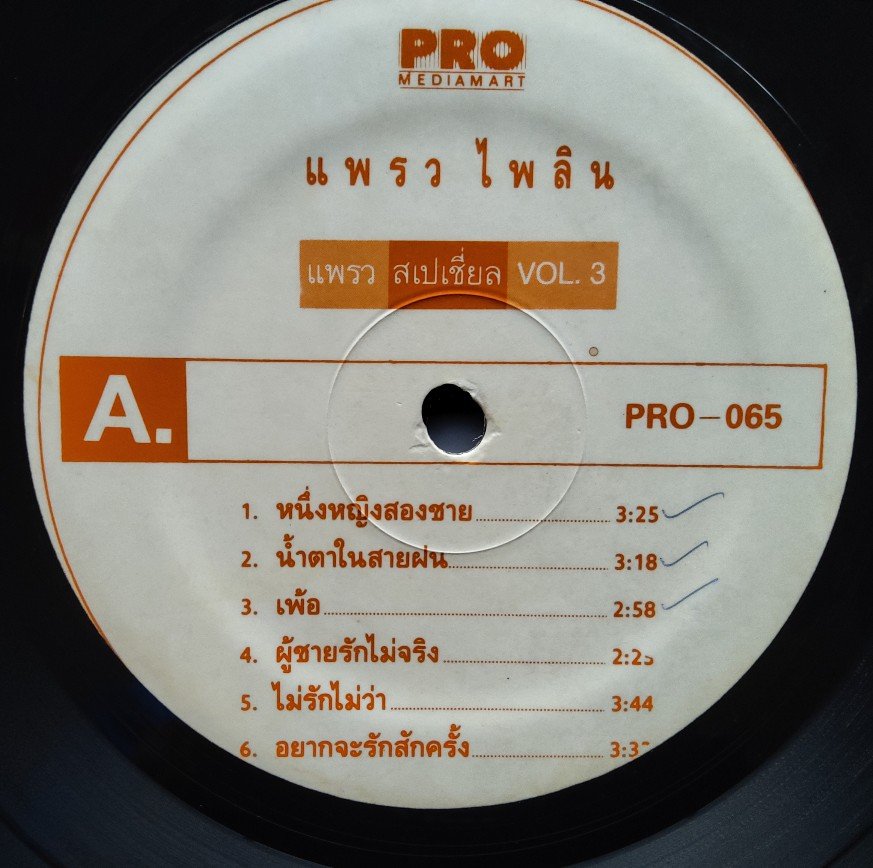 PRO
MEDIAMART
แพรว ไพลิน
แพรว สเปเชี่ยล VOL. 3
A. PRO-065
1. หนึ่งหญิงสองชาย 3:25
2. น้ำตาในสายฝน 3:18
3. เพ้อ 2:58
4. ผู้ชายรักไม่จริง
5. ไม่รักไม่ว่า 3:44
6. อยากจะรักสักครั้ง